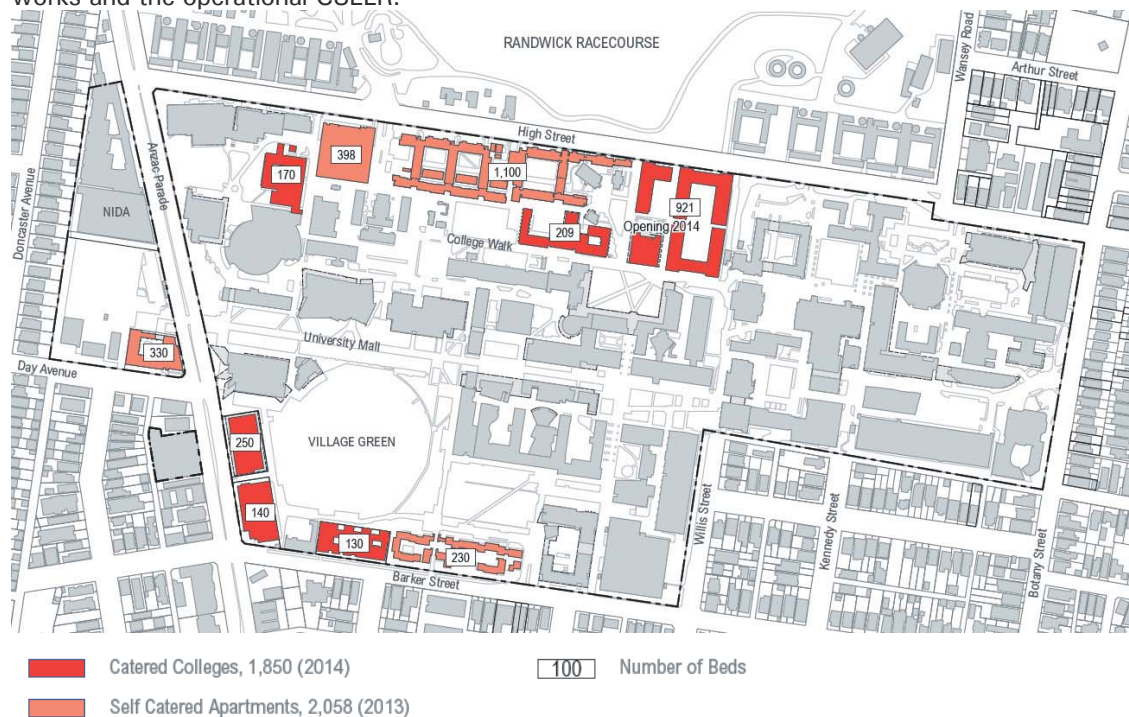 works and the operational CSELR.
RANDWICK RACECOURSE
Wansey Road
Arthur Street
High Street
Anzac Parade
Doncaster Avenue
NIDA
170
398
1,100
921
Opening 2014
209
College Walk
University Mall
330
Day Avenue
250
VILLAGE GREEN
140
130
230
Barker Street
Willis Street
Kennedy Street
Botany Street
Catered Colleges, 1,850 (2014)
100 Number of Beds
Self Catered Apartments, 2,058 (2013)